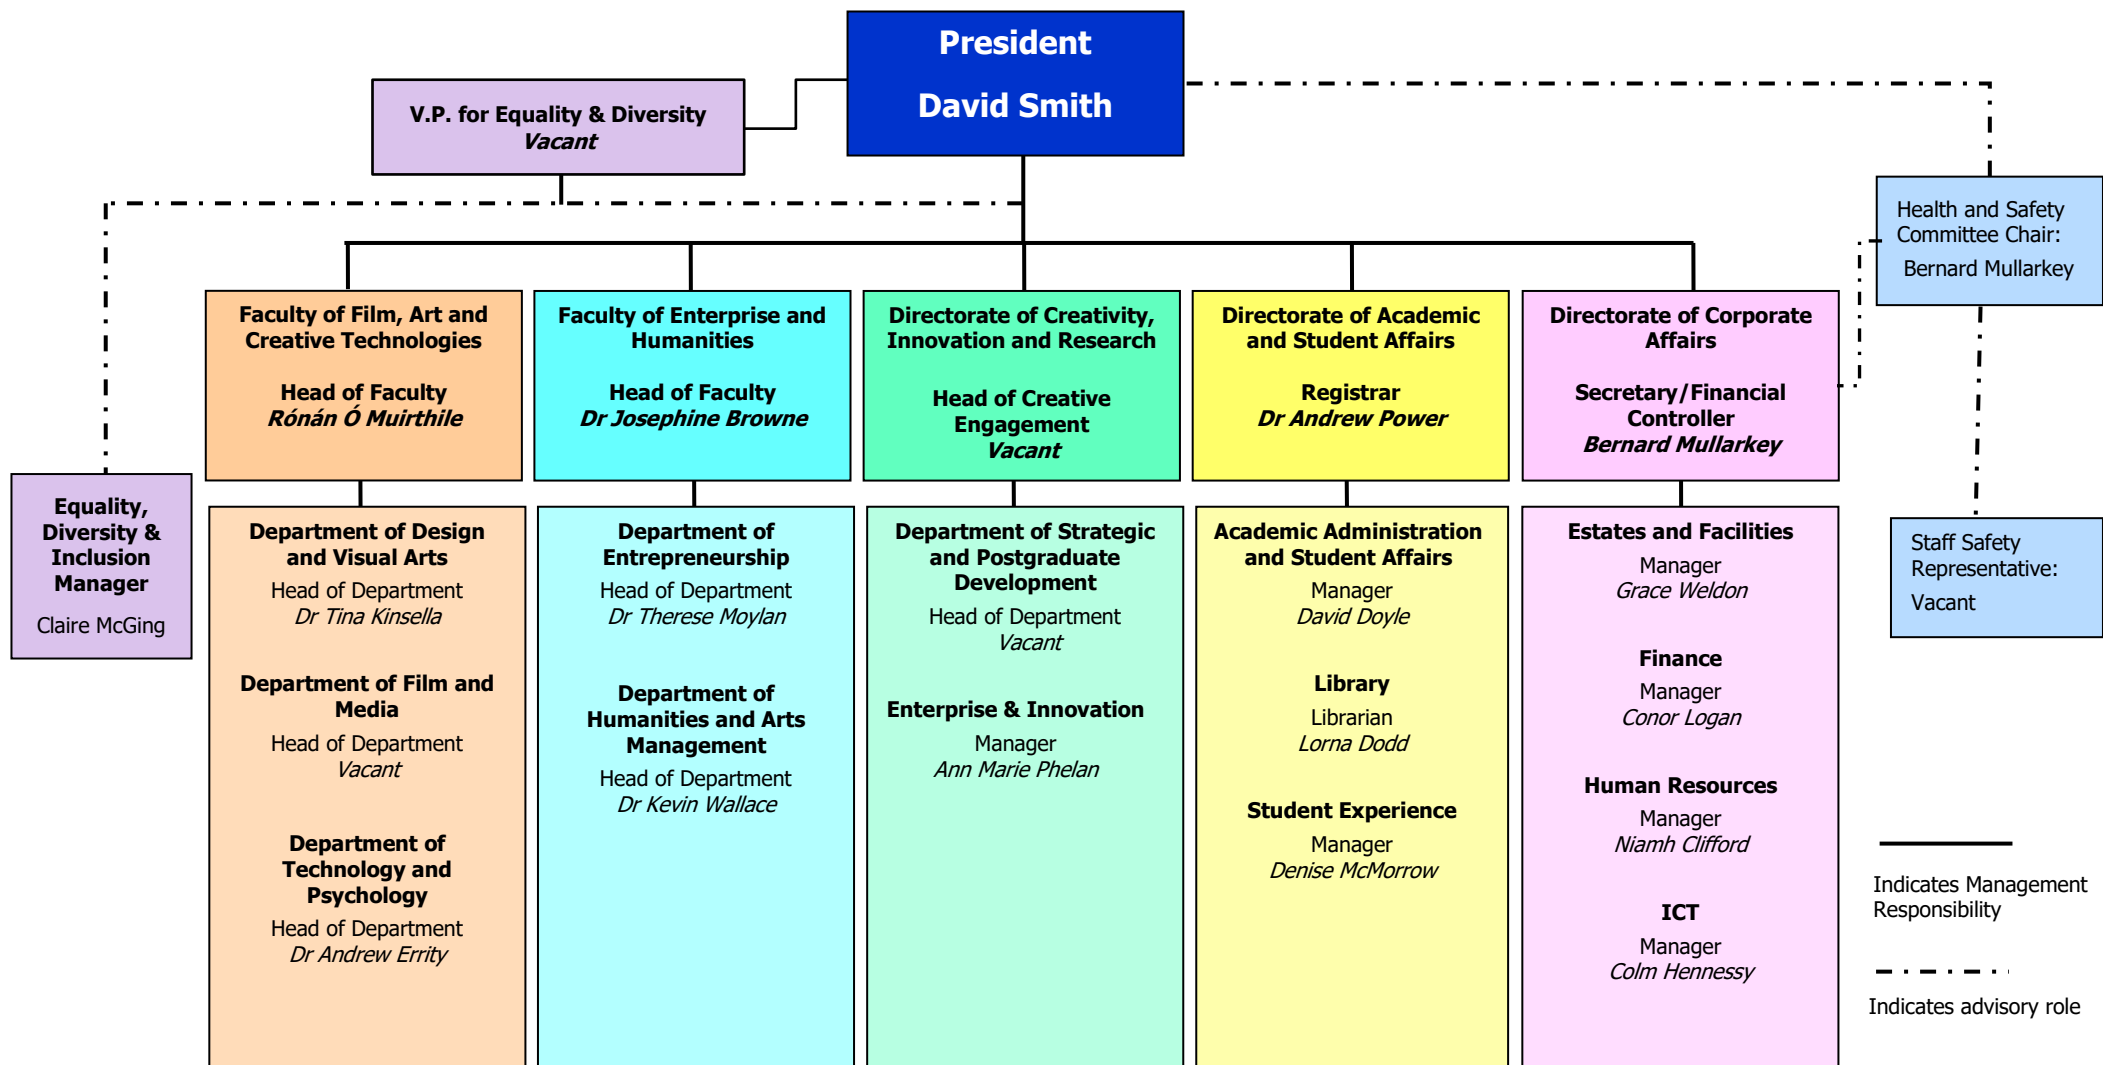 President
David Smith
V.P. for Equality & Diversity
Vacant
Health and Safety
Committee Chair:
Bernard Mullarkey
Faculty of Film, Art and
Creative Technologies
Head of Faculty
Rónán Ó Muirthile
Faculty of Enterprise and
Humanities
Head of Faculty
Dr Josephine Browne
Directorate of Creativity,
Innovation and Research
Head of Creative
Engagement
Vacant
Directorate of Academic
and Student Affairs
Registrar
Dr Andrew Power
Directorate of Corporate
Affairs
Secretary/Financial
Controller
Bernard Mullarkey
Equality,
Diversity &
Inclusion
Manager
Claire McGing
Department of Design
and Visual Arts
Head of Department
Dr Tina Kinsella
Department of Film and
Media
Head of Department
Vacant
Department of
Technology and
Psychology
Head of Department
Dr Andrew Errity
Department of
Entrepreneurship
Head of Department
Dr Therese Moylan
Department of
Humanities and Arts
Management
Head of Department
Dr Kevin Wallace
Department of Strategic
and Postgraduate
Development
Head of Department
Vacant
Enterprise & Innovation
Manager
Ann Marie Phelan
Academic Administration
and Student Affairs
Manager
David Doyle
Library
Librarian
Lorna Dodd
Student Experience
Manager
Denise McMorrow
Estates and Facilities
Manager
Grace Weldon
Finance
Manager
Conor Logan
Human Resources
Manager
Niamh Clifford
ICT
Manager
Colm Hennessy
Staff Safety
Representative:
Vacant
Indicates Management
Responsibility
Indicates advisory role